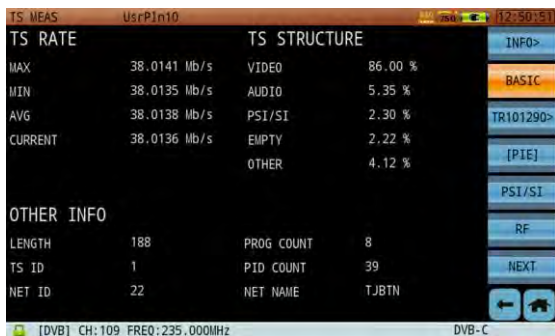 TS MEAS UsrPIn10 75Ω 12:50:51
TS RATE TS STRUCTURE
MAX 38.0141 Mb/s VIDEO 86.00 %
MIN 38.0135 Mb/s AUDIO 5.35 %
AVG 38.0138 Mb/s PSI/SI 2.30 %
CURRENT 38.0136 Mb/s EMPTY 2.22 %
OTHER 4.12 %
OTHER INFO
LENGTH 188 PROG COUNT 8
TS ID 1 PID COUNT 39
NET ID 22 NET NAME TJBTN
INFO>
BASIC
TR101290>
[PIE]
PSI/SI
RF
NEXT
[DVB] CH:109 FREQ:235.000MHz DVB-C